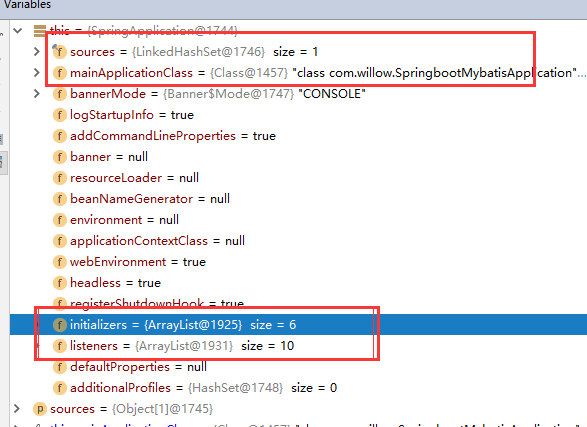 Variables
this = {SpringApplication@1744}
sources = {LinkedHashSet@1746} size = 1
mainApplicationClass = {Class@1457} "class com.willow.SpringbootMybatisApplication"...
bannerMode = {Banner$Mode@1747} "CONSOLE"
logStartupInfo = true
addCommandLineProperties = true
banner = null
resourceLoader = null
beanNameGenerator = null
environment = null
applicationContextClass = null
webEnvironment = true
headless = true
registerShutdownHook = true
initializers = {ArrayList@1925} size = 6
listeners = {ArrayList@1931} size = 10
defaultProperties = null
additionalProfiles = {HashSet@1748} size = 0
sources = {Object[1]@1745}